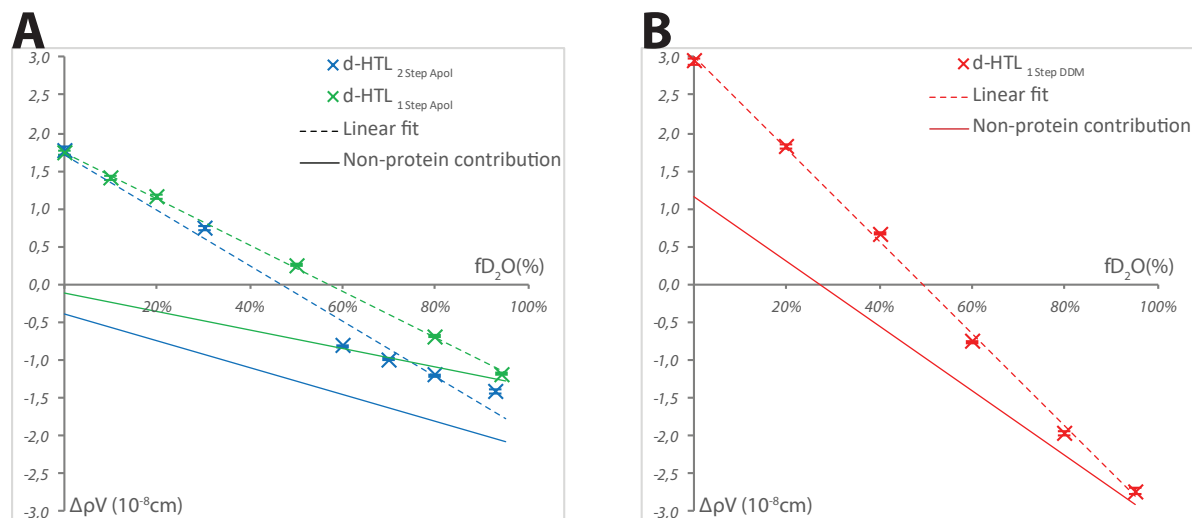 A
3,0
2,5
2,0
1,5
1,0
0,5
0,0
-0,5
-1,0
-1,5
-2,0
-2,5
-3,0
d-HTL 2 Step Apol
d-HTL 1 Step Apol
Linear fit
Non-protein contribution
fD2O(%)
20% 40% 60% 80% 100%
ΔρV (10-8cm)
B
3,0
2,5
2,0
1,5
1,0
0,5
0,0
-0,5
-1,0
-1,5
-2,0
-2,5
-3,0
d-HTL 1 Step DDM
Linear fit
Non-protein contribution
fD2O(%)
20% 40% 60% 80% 100%
ΔρV (10-8cm)